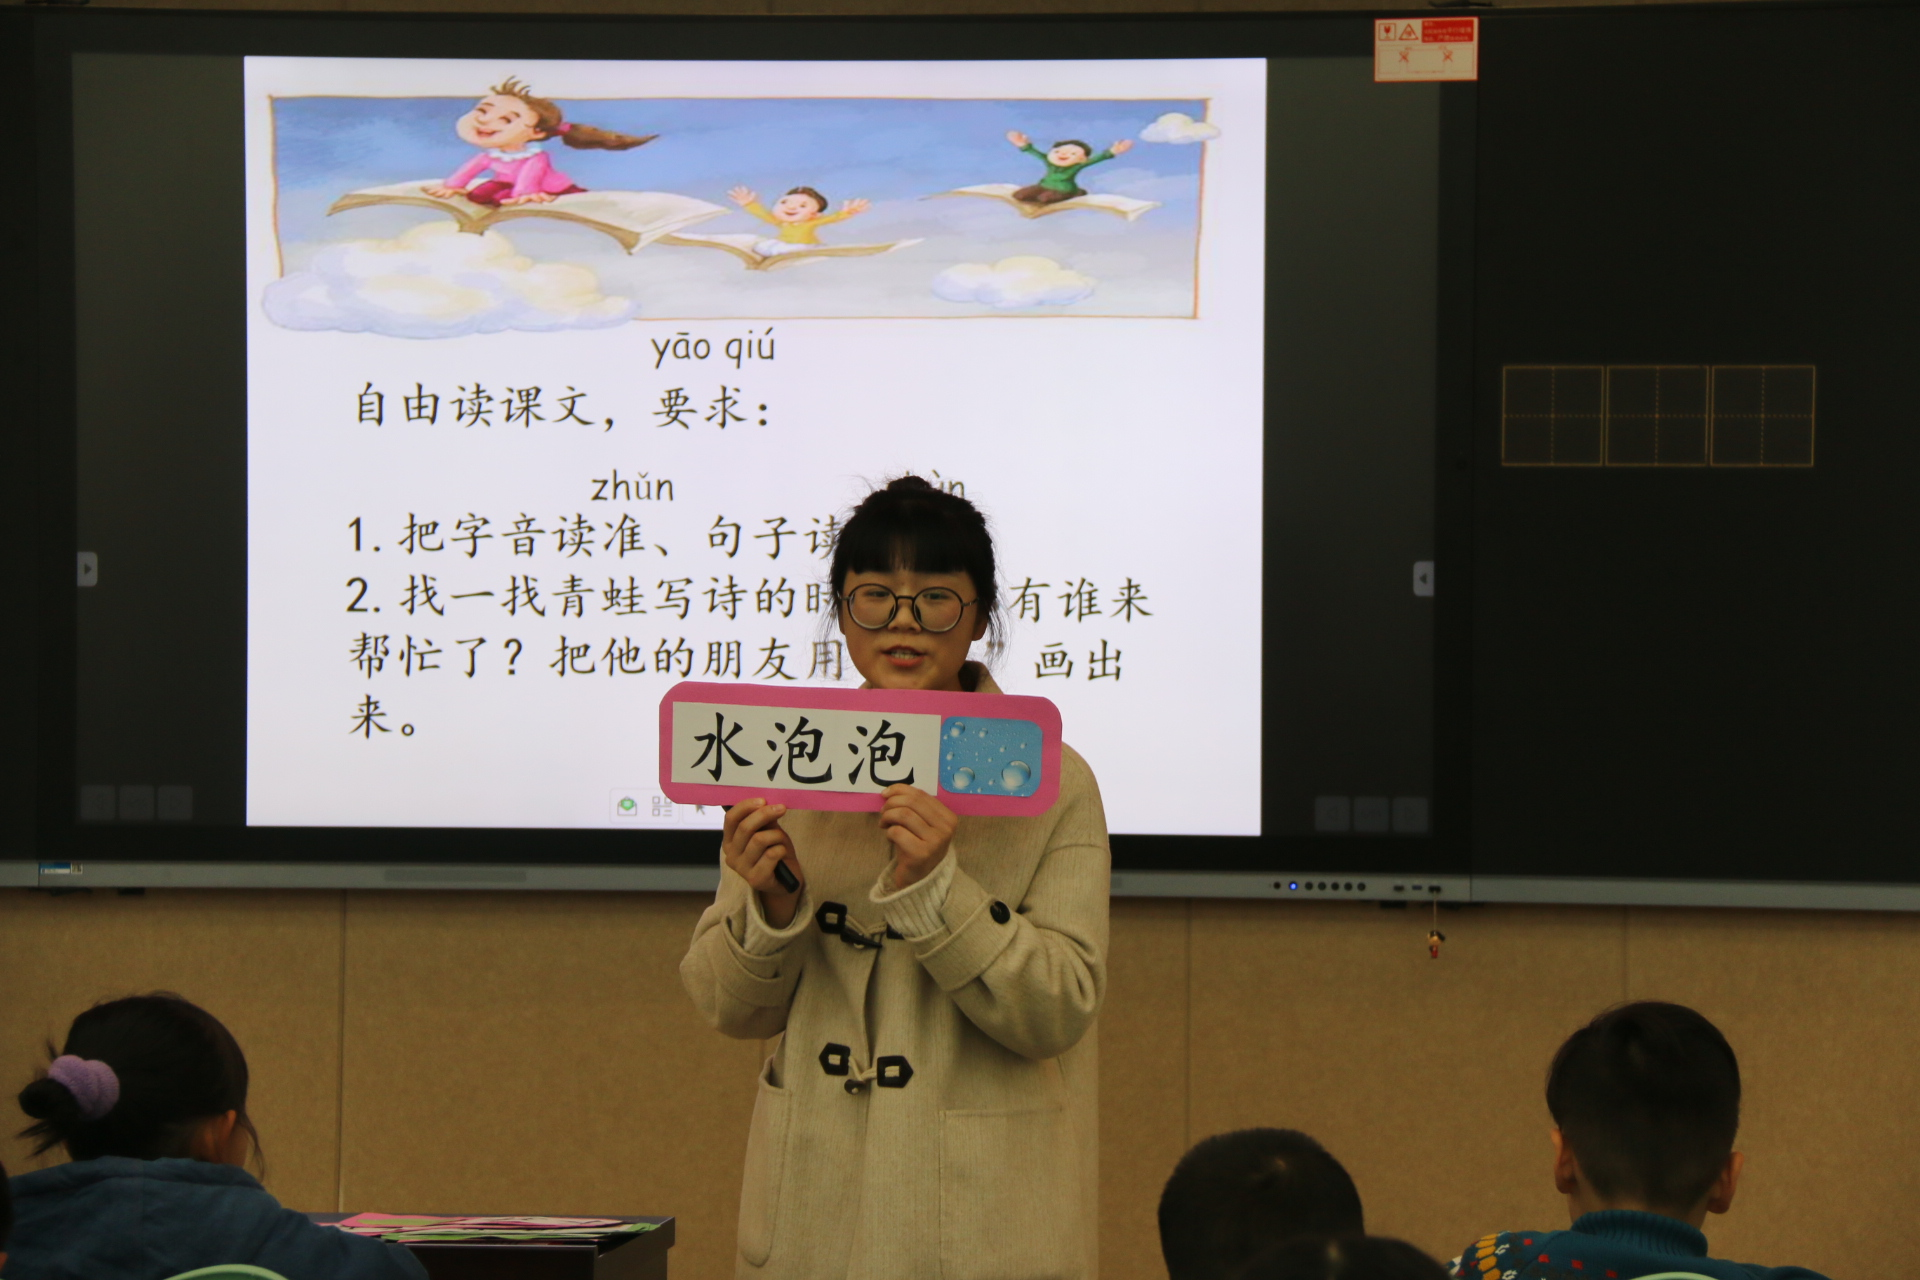 yāo qiú
自由读课文，要求：
zhǔn
1. 把字音读准、句子读
2. 找一找青蛙写诗的时 有谁来
帮忙了？把他的朋友用 画出
来。
水泡泡